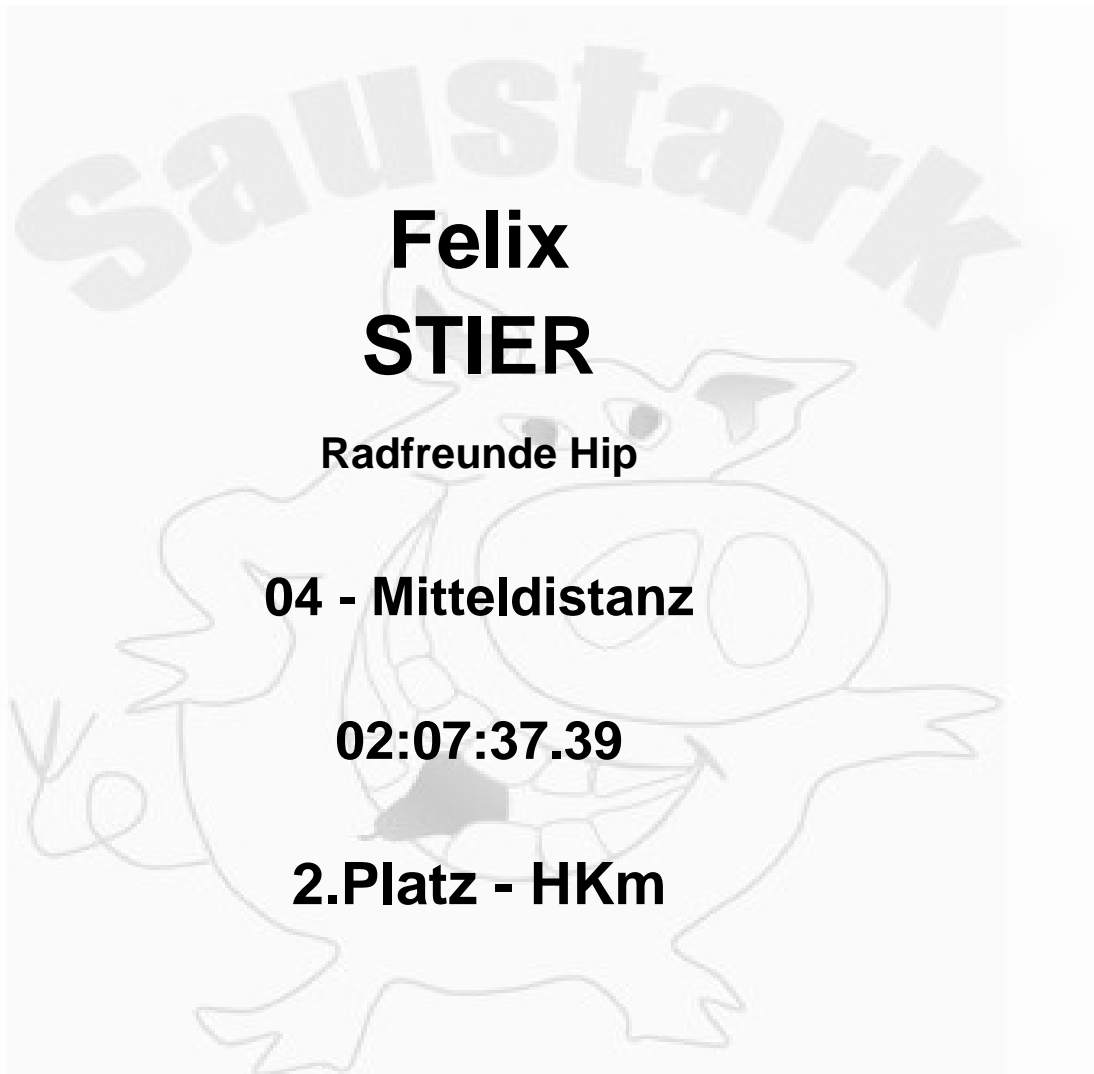 Saustark
Felix
STIER
Radfreunde Hip
04 - Mitteldistanz
02:07:37.39
2.Platz - HKm